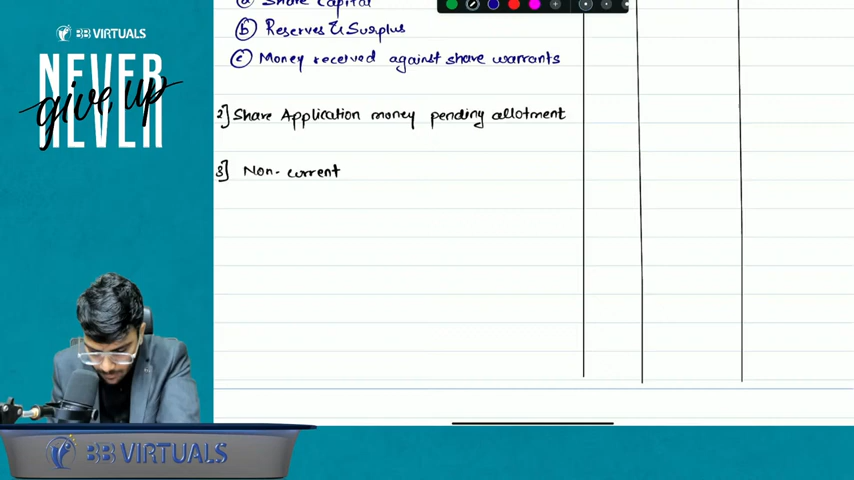 BB VIRTUALS
NEVER
give up
NEVER
a Share Capital
b Reserves & Surplus
c Money received against share warrants
2] Share Application money pending allotment
3] Non-current
BB VIRTUALS